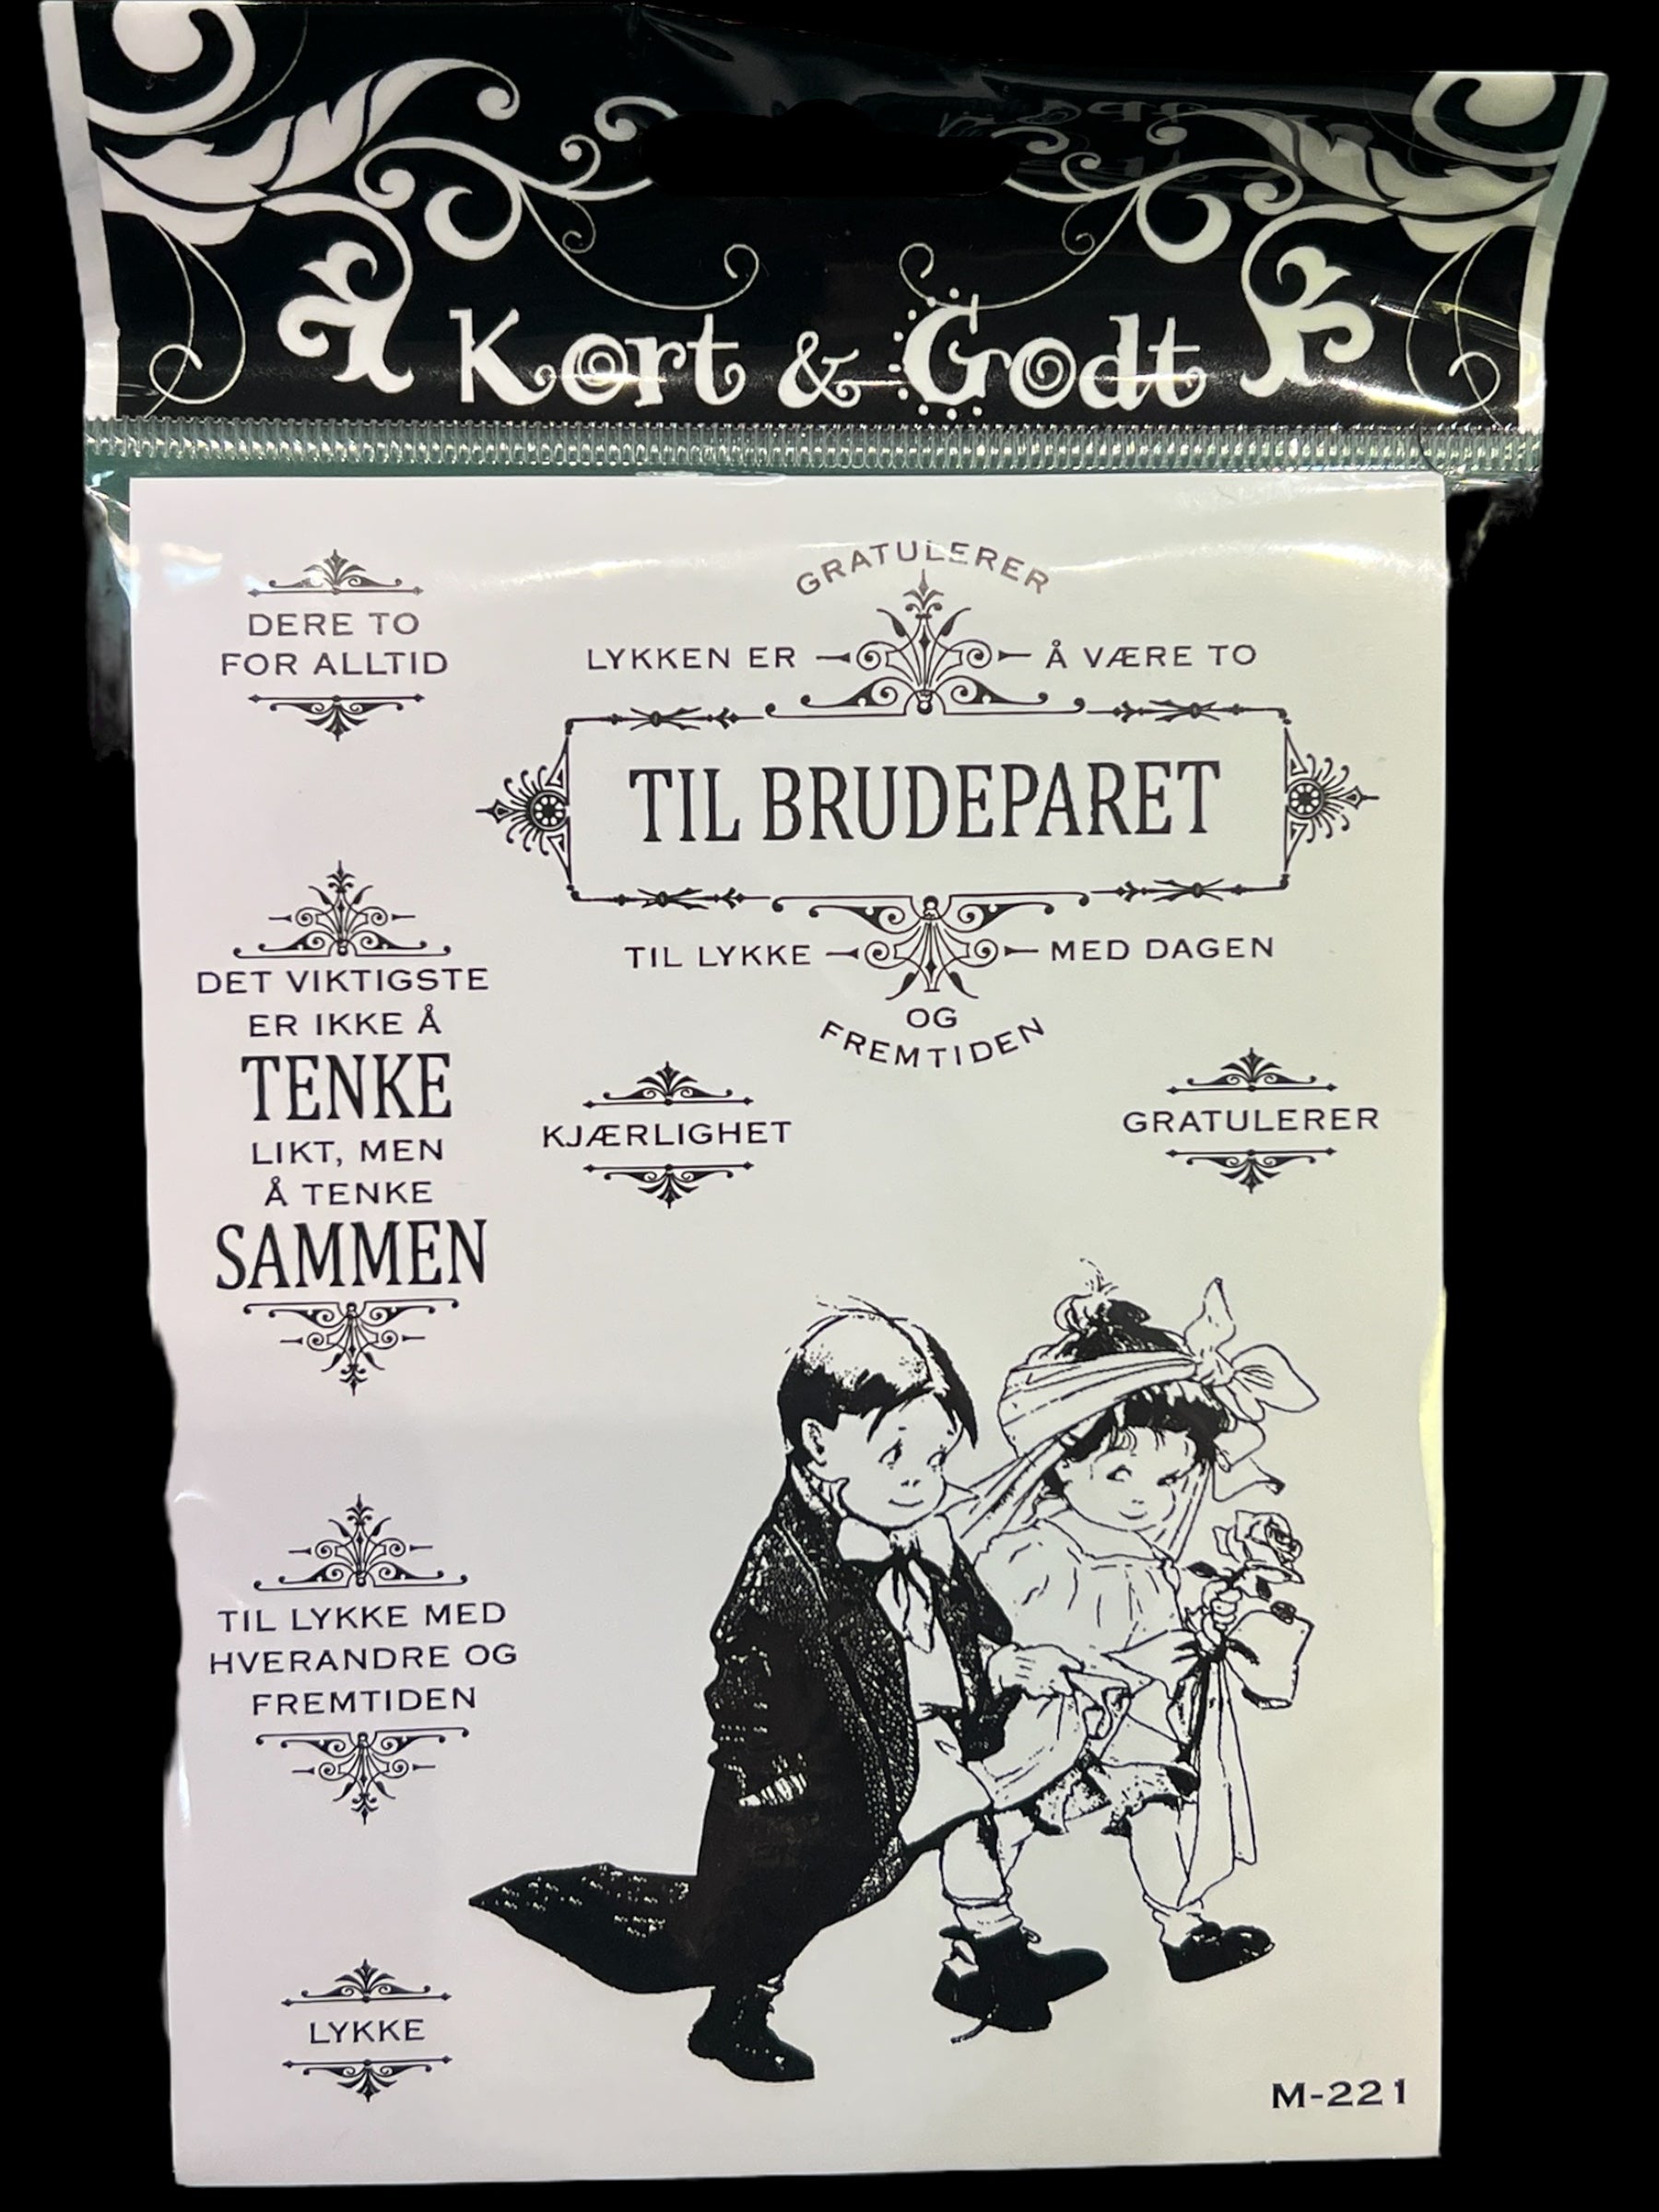 Kort & Godt
DERE TO
FOR ALLTID
GRATULERER
LYKKEN ER Å VÆRE TO
TIL BRUDEPARET
TIL LYKKE MED DAGEN
OG
FREMTIDEN
DET VIKTIGSTE
ER IKKE Å
TENKE
LIKT, MEN
Å TENKE
SAMMEN
KJÆRLIGHET
GRATULERER
TIL LYKKE MED
HVERANDRE OG
FREMTIDEN
LYKKE
M-221